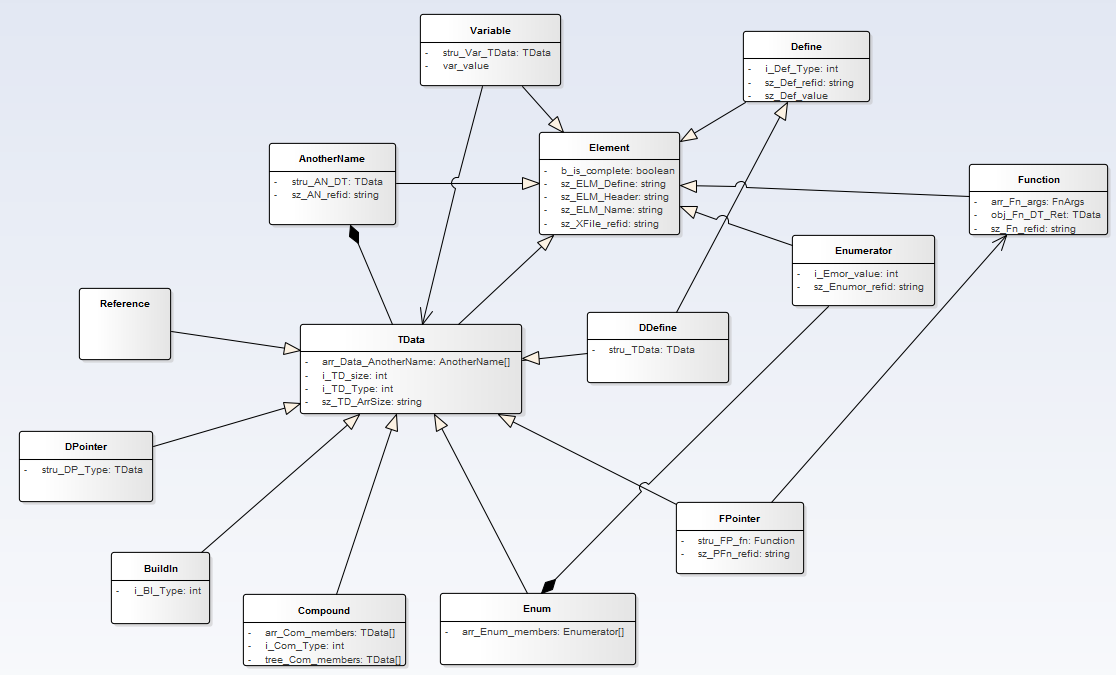 Variable
- stru_Var_TData: TData
- var_value
Define
- i_Def_Type: int
- sz_Def_refid: string
- sz_Def_value
AnotherName
- stru_AN_DT: TData
- sz_AN_refid: string
Element
- b_is_complete: boolean
- sz_ELM_Define: string
- sz_ELM_Header: string
- sz_ELM_Name: string
- sz_XFile_refid: string
Function
- arr_Fn_args: FnArgs
- obj_Fn_DT_Ret: TData
- sz_Fn_refid: string
Enumerator
- i_Emor_value: int
- sz_Enumor_refid: string
Reference
TData
- arr_Data_AnotherName: AnotherName[]
- i_TD_size: int
- i_TD_Type: int
- sz_TD_ArrSize: string
DDefine
- stru_TData: TData
DPointer
- stru_DP_Type: TData
FPointer
- stru_FP_fn: Function
- sz_PFn_refid: string
BuildIn
- i_BI_Type: int
Compound
- arr_Com_members: TData[]
- i_Com_Type: int
- tree_Com_members: TData[]
Enum
- arr_Enum_members: Enumerator[]